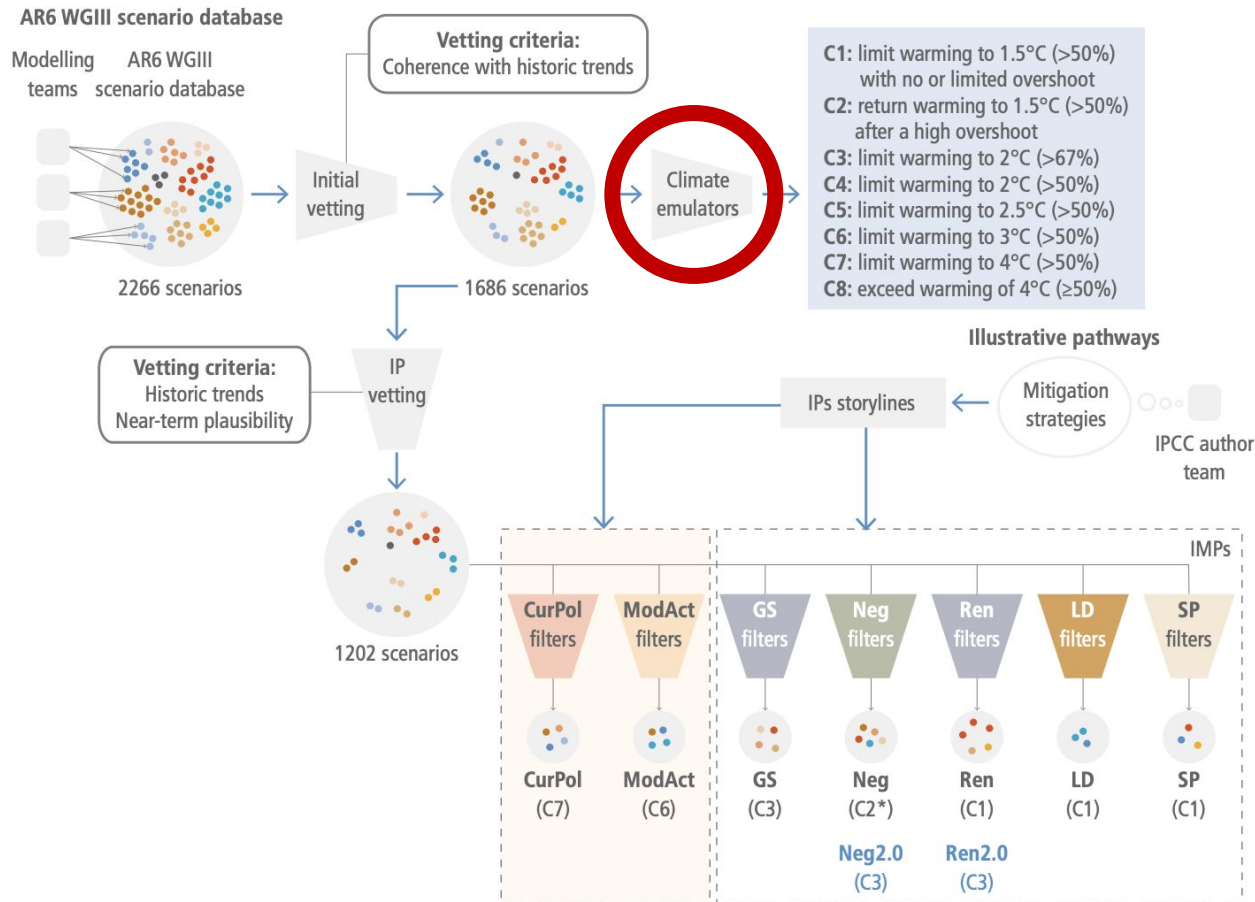 AR6 WGIII scenario database
Modelling
teams
AR6 WGIII
scenario database
2266 scenarios
Initial
vetting
Vetting criteria:
Coherence with historic trends
1686 scenarios
Climate
emulators
C1: limit warming to 1.5°C (>50%)
with no or limited overshoot
C2: return warming to 1.5°C (>50%)
after a high overshoot
C3: limit warming to 2°C (>67%)
C4: limit warming to 2°C (>50%)
C5: limit warming to 2.5°C (>50%)
C6: limit warming to 3°C (>50%)
C7: limit warming to 4°C (>50%)
C8: exceed warming of 4°C (≥50%)
Vetting criteria:
Historic trends
Near-term plausibility
IP
vetting
Illustrative pathways
IPs storylines
Mitigation
strategies
IPCC author
team
1202 scenarios
IMPs
CurPol
filters
ModAct
filters
GS
filters
Neg
filters
Ren
filters
LD
filters
SP
filters
CurPol
(C7)
ModAct
(C6)
GS
(C3)
Neg
(C2*)
Ren
(C1)
LD
(C1)
SP
(C1)
Neg2.0
(C3)
Ren2.0
(C3)